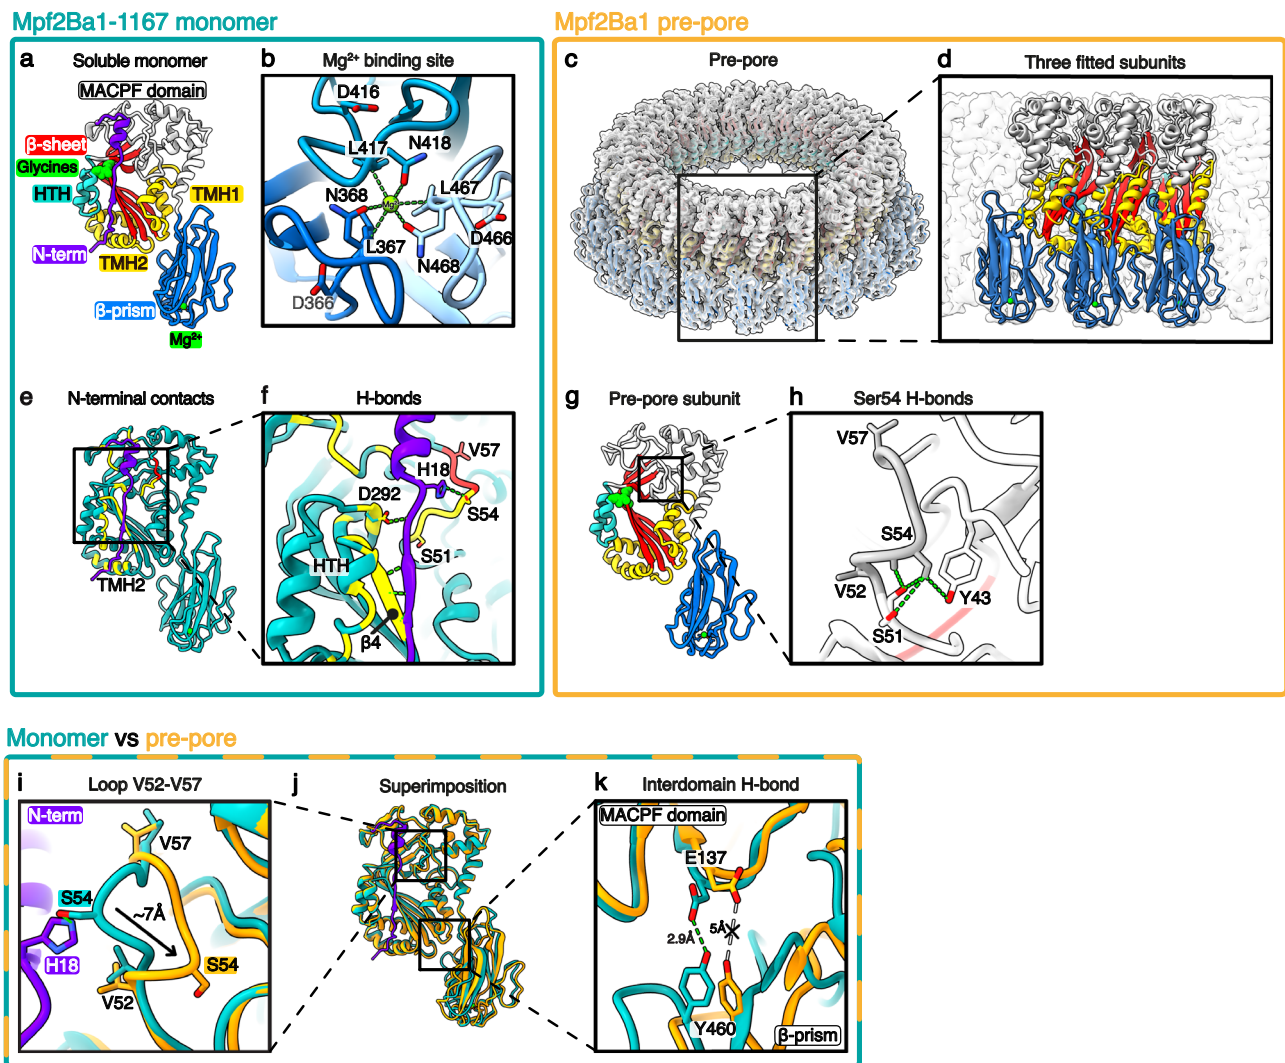 Mpf2Ba1-1167 monomer
a Soluble monomer
MACPF domain
β-sheet
Glycines
HTH
TMH1
N-term
TMH2
β-prism
Mg²⁺
b Mg²⁺ binding site
D416
L417
N418
N368
Mg²⁺
L467
L367
D466
N468
D366
e N-terminal contacts
TMH2
f H-bonds
V57
H18
D292
S54
S51
HTH
β4
Mpf2Ba1 pre-pore
c Pre-pore
d Three fitted subunits
g Pre-pore subunit
h Ser54 H-bonds
V57
S54
V52
Y43
S51
Monomer vs pre-pore
i Loop V52-V57
N-term
V57
S54
~7Å
H18
S54
V52
j Superimposition
k Interdomain H-bond
MACPF domain
E137
2.9Å
5Å
Y460
β-prism